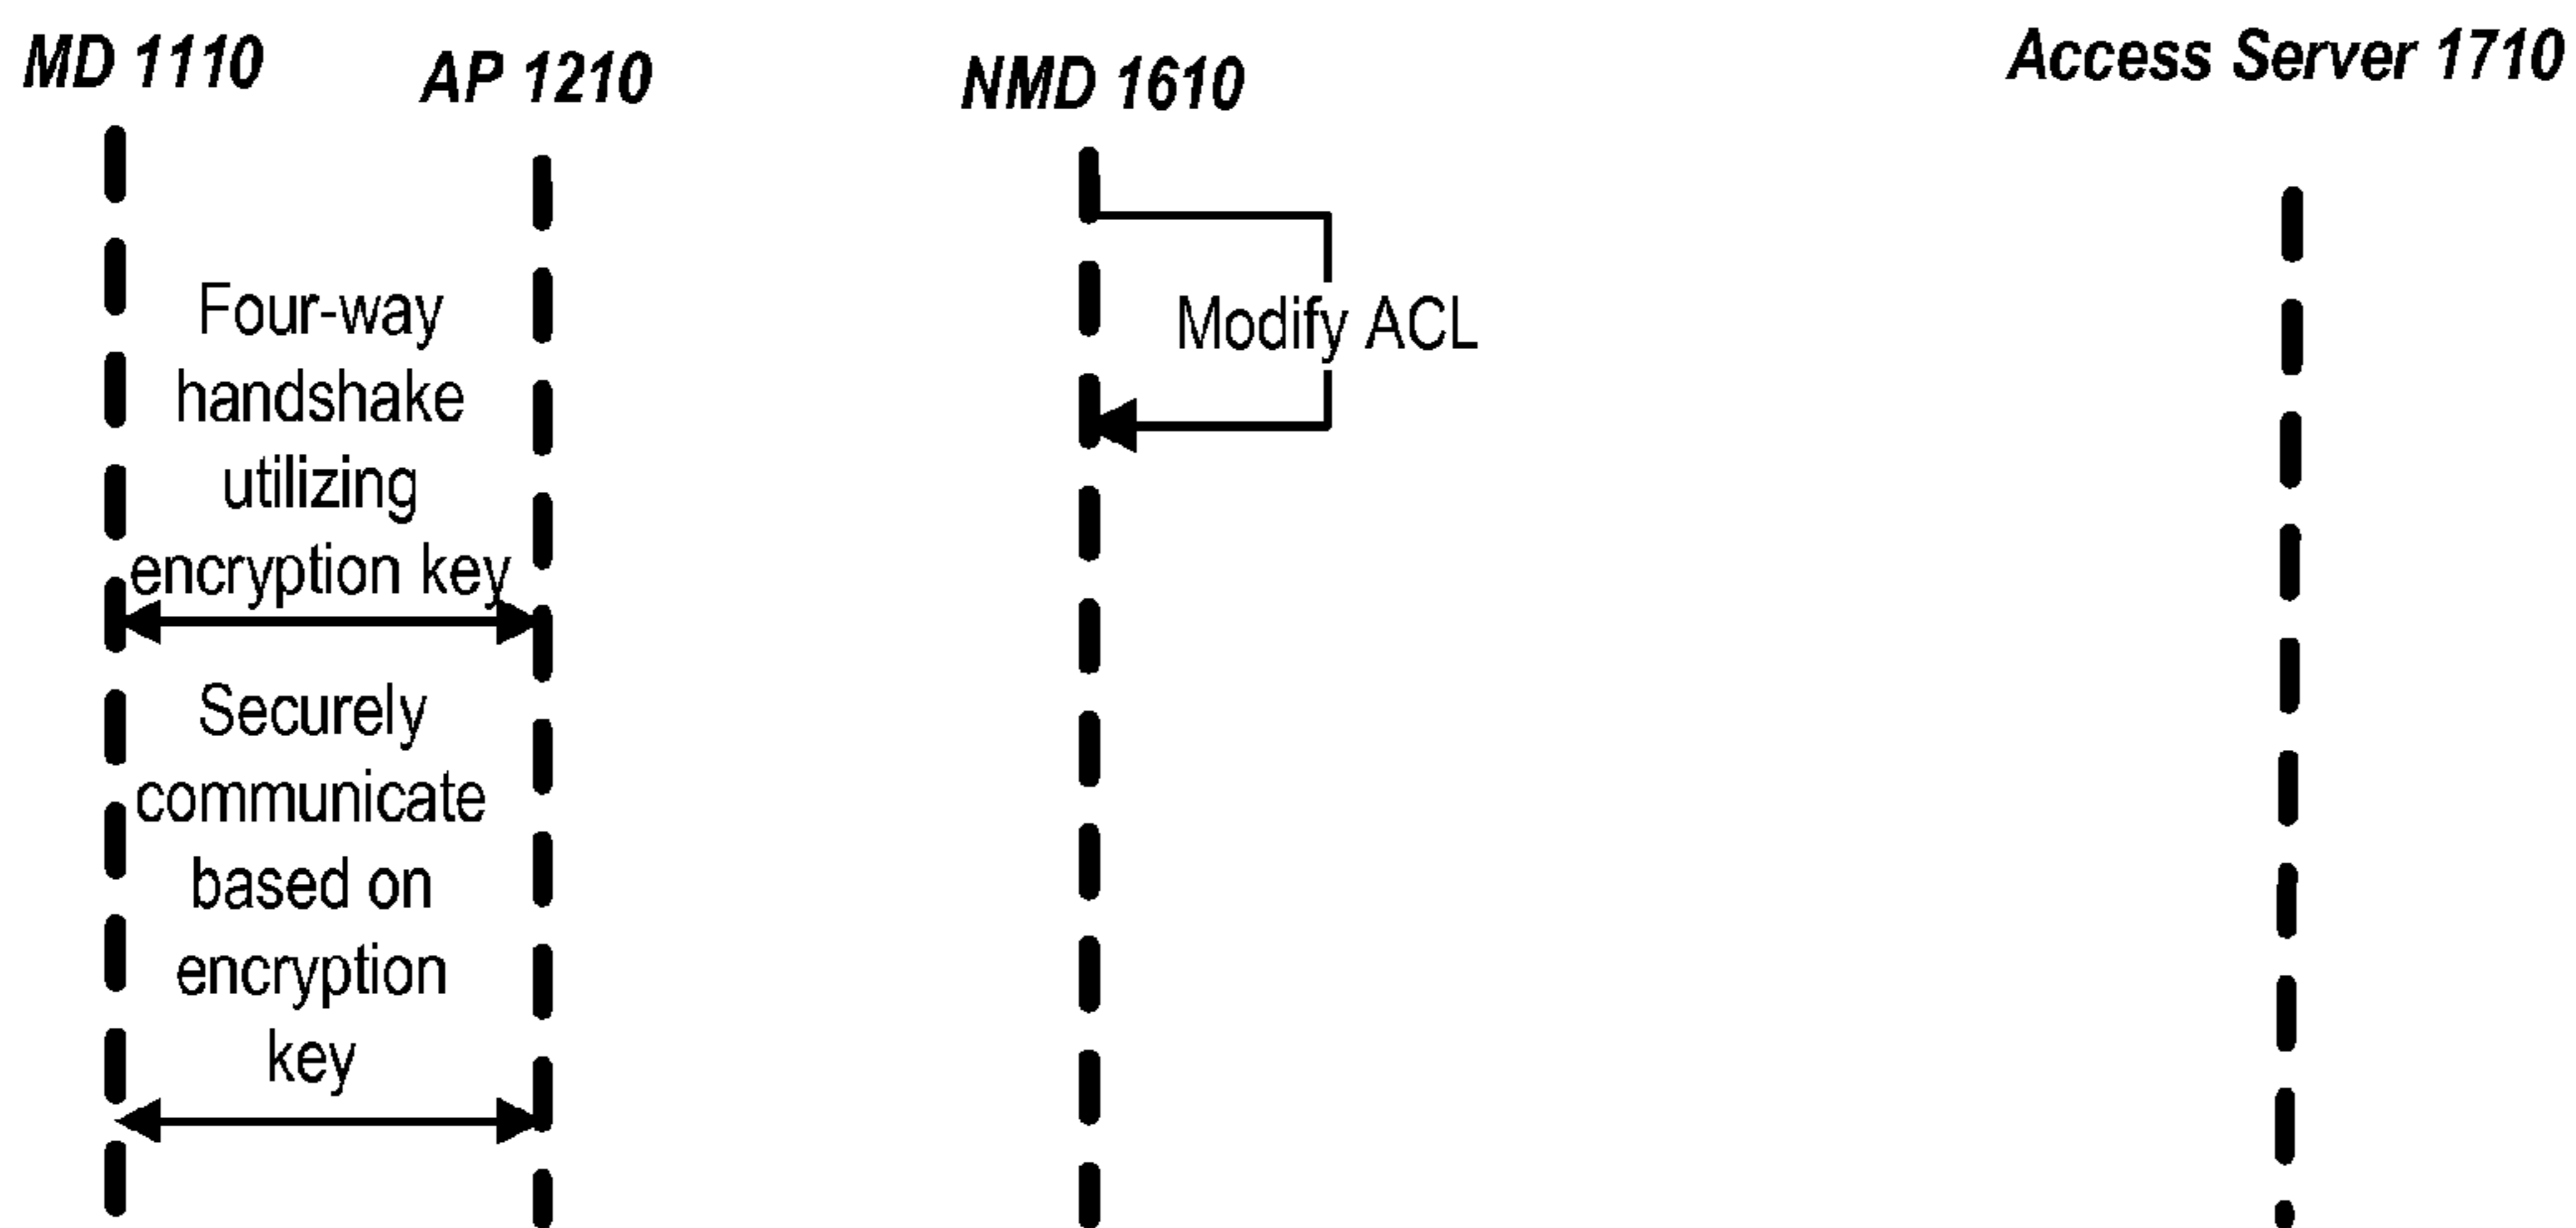 MD 1110
AP 1210
NMD 1610
Access Server 1710
Four-way
handshake
utilizing
encryption key
Modify ACL
Securely
communicate
based on
encryption
key